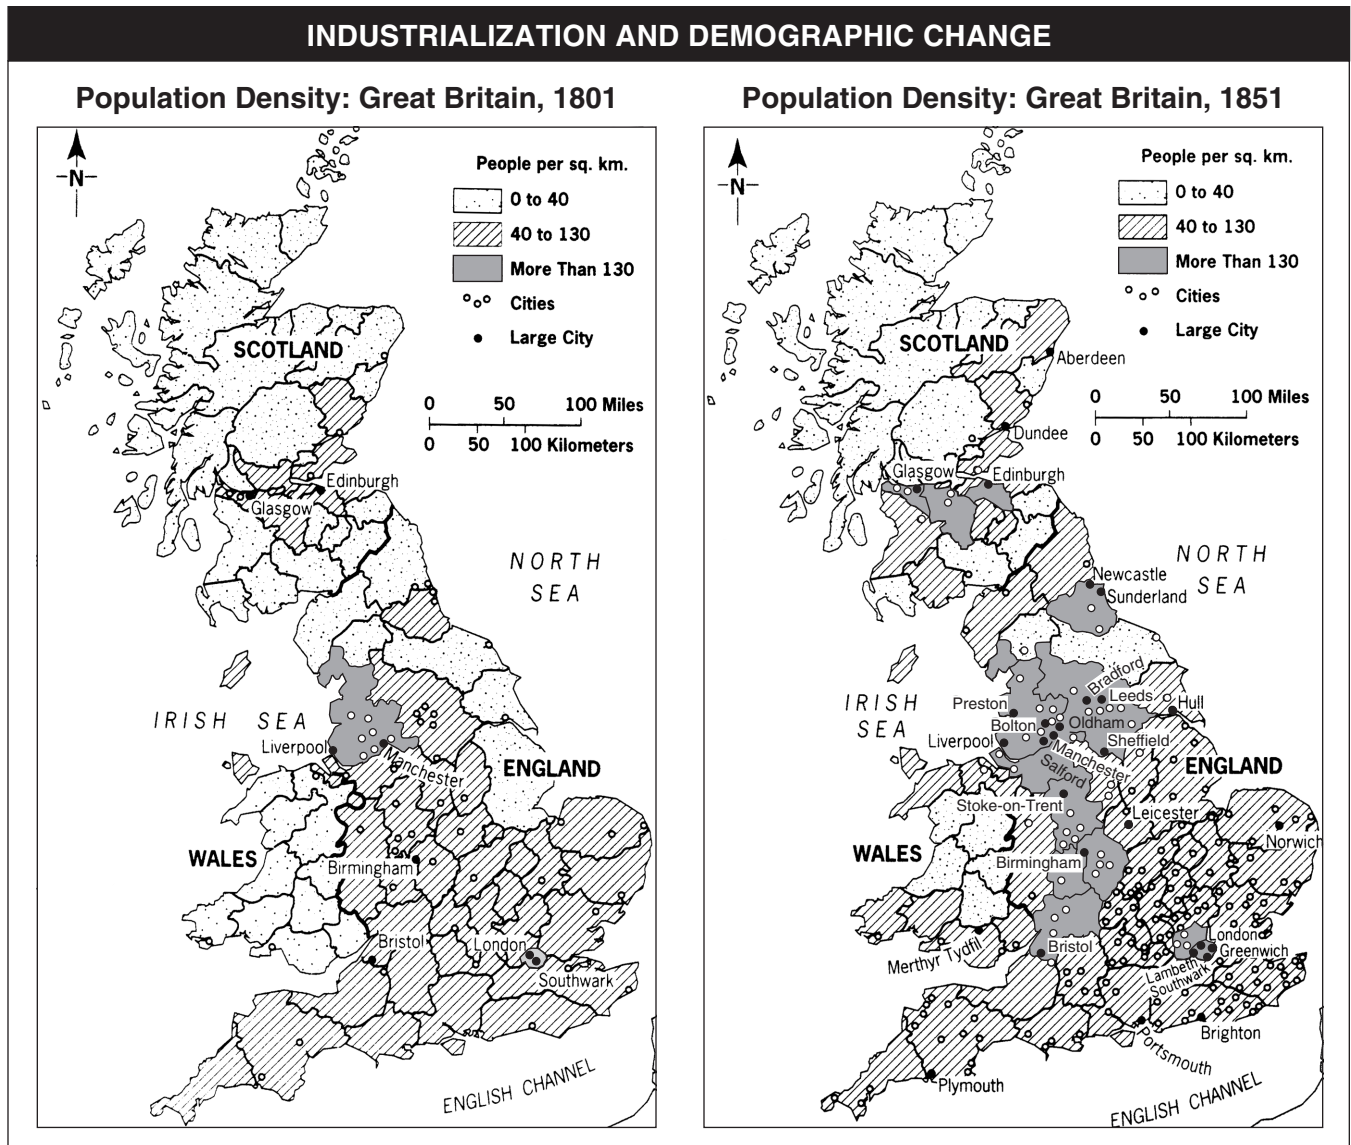 INDUSTRIALIZATION AND DEMOGRAPHIC CHANGE
Population Density: Great Britain, 1801
N
People per sq. km.
0 to 40
40 to 130
More Than 130
Cities
Large City
SCOTLAND
0 50 100 Miles
0 50 100 Kilometers
Edinburgh
Glasgow
NORTH
SEA
IRISH SEA
Liverpool
Manchester
ENGLAND
WALES
Birmingham
Bristol
London
Southwark
ENGLISH CHANNEL
Population Density: Great Britain, 1851
N
People per sq. km.
0 to 40
40 to 130
More Than 130
Cities
Large City
SCOTLAND
Aberdeen
0 50 100 Miles
0 50 100 Kilometers
Dundee
Glasgow
Edinburgh
NORTH
SEA
Newcastle
Sunderland
IRISH
SEA
Bradford
Preston
Leeds
Hull
Bolton
Oldham
Liverpool
Manchester
Sheffield
Salford
ENGLAND
Stoke-on-Trent
Leicester
Norwich
WALES
Birmingham
Merthyr Tydfil
Bristol
London
Greenwich
Lambeth
Southwark
Brighton
Portsmouth
Plymouth
ENGLISH CHANNEL